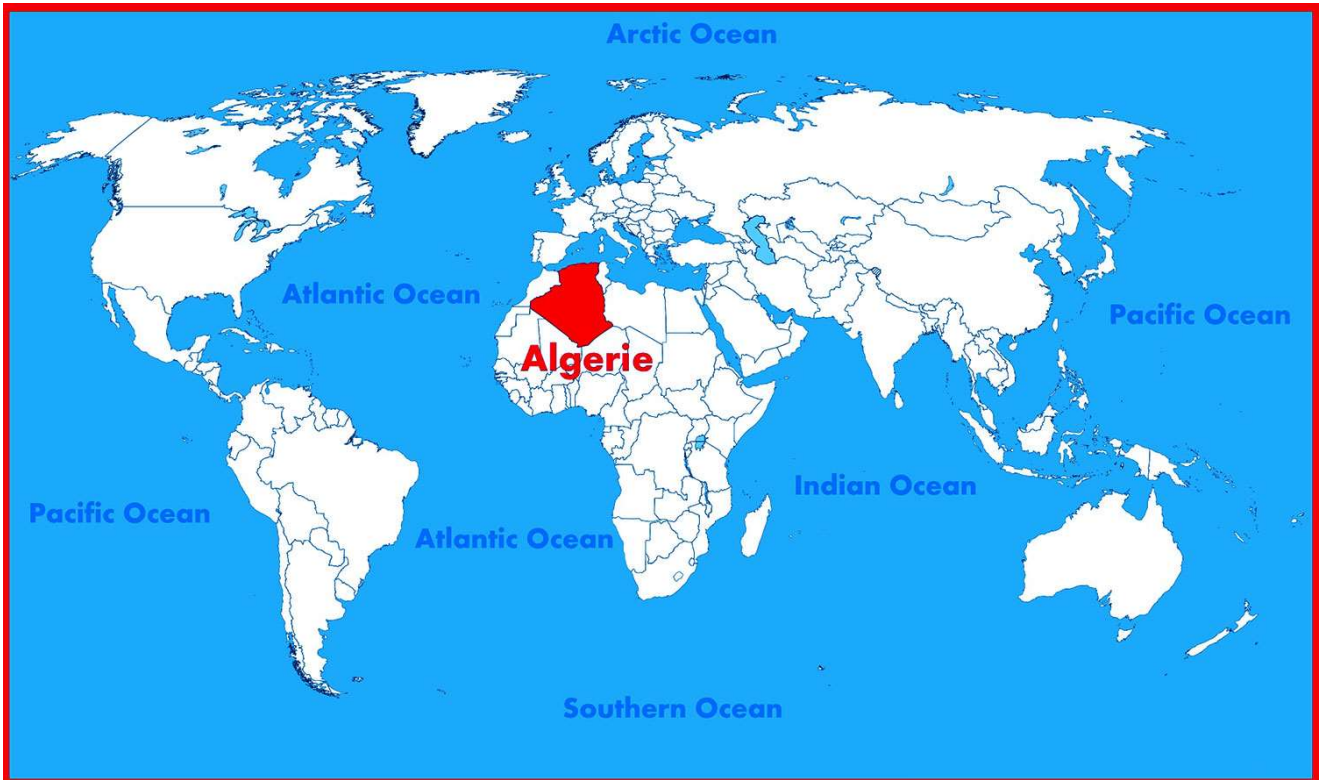 Arctic Ocean
Atlantic Ocean
Pacific Ocean
Algerie
Indian Ocean
Pacific Ocean
Atlantic Ocean
Southern Ocean